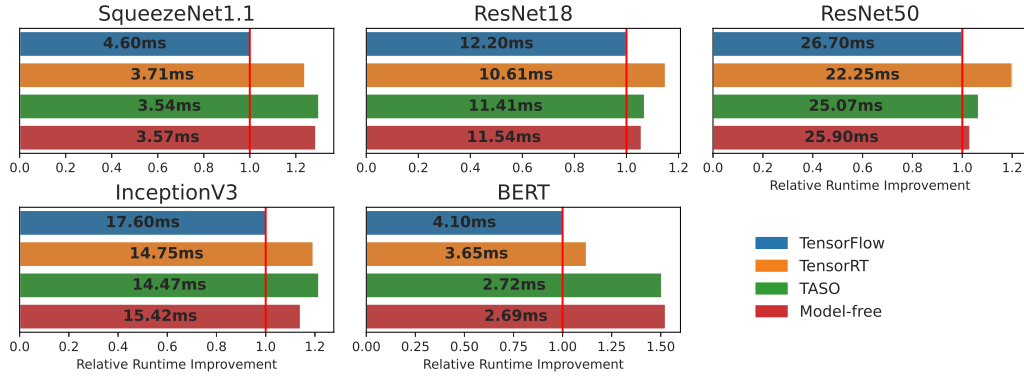 SqueezeNet1.1
4.60ms
3.71ms
3.54ms
3.57ms
0.0 0.2 0.4 0.6 0.8 1.0 1.2
ResNet18
12.20ms
10.61ms
11.41ms
11.54ms
0.0 0.2 0.4 0.6 0.8 1.0 1.2
ResNet50
26.70ms
22.25ms
25.07ms
25.90ms
0.0 0.2 0.4 0.6 0.8 1.0 1.2
Relative Runtime Improvement
InceptionV3
17.60ms
14.75ms
14.47ms
15.42ms
0.0 0.2 0.4 0.6 0.8 1.0 1.2
Relative Runtime Improvement
BERT
4.10ms
3.65ms
2.72ms
2.69ms
0.00 0.25 0.50 0.75 1.00 1.25 1.50
Relative Runtime Improvement
TensorFlow
TensorRT
TASO
Model-free